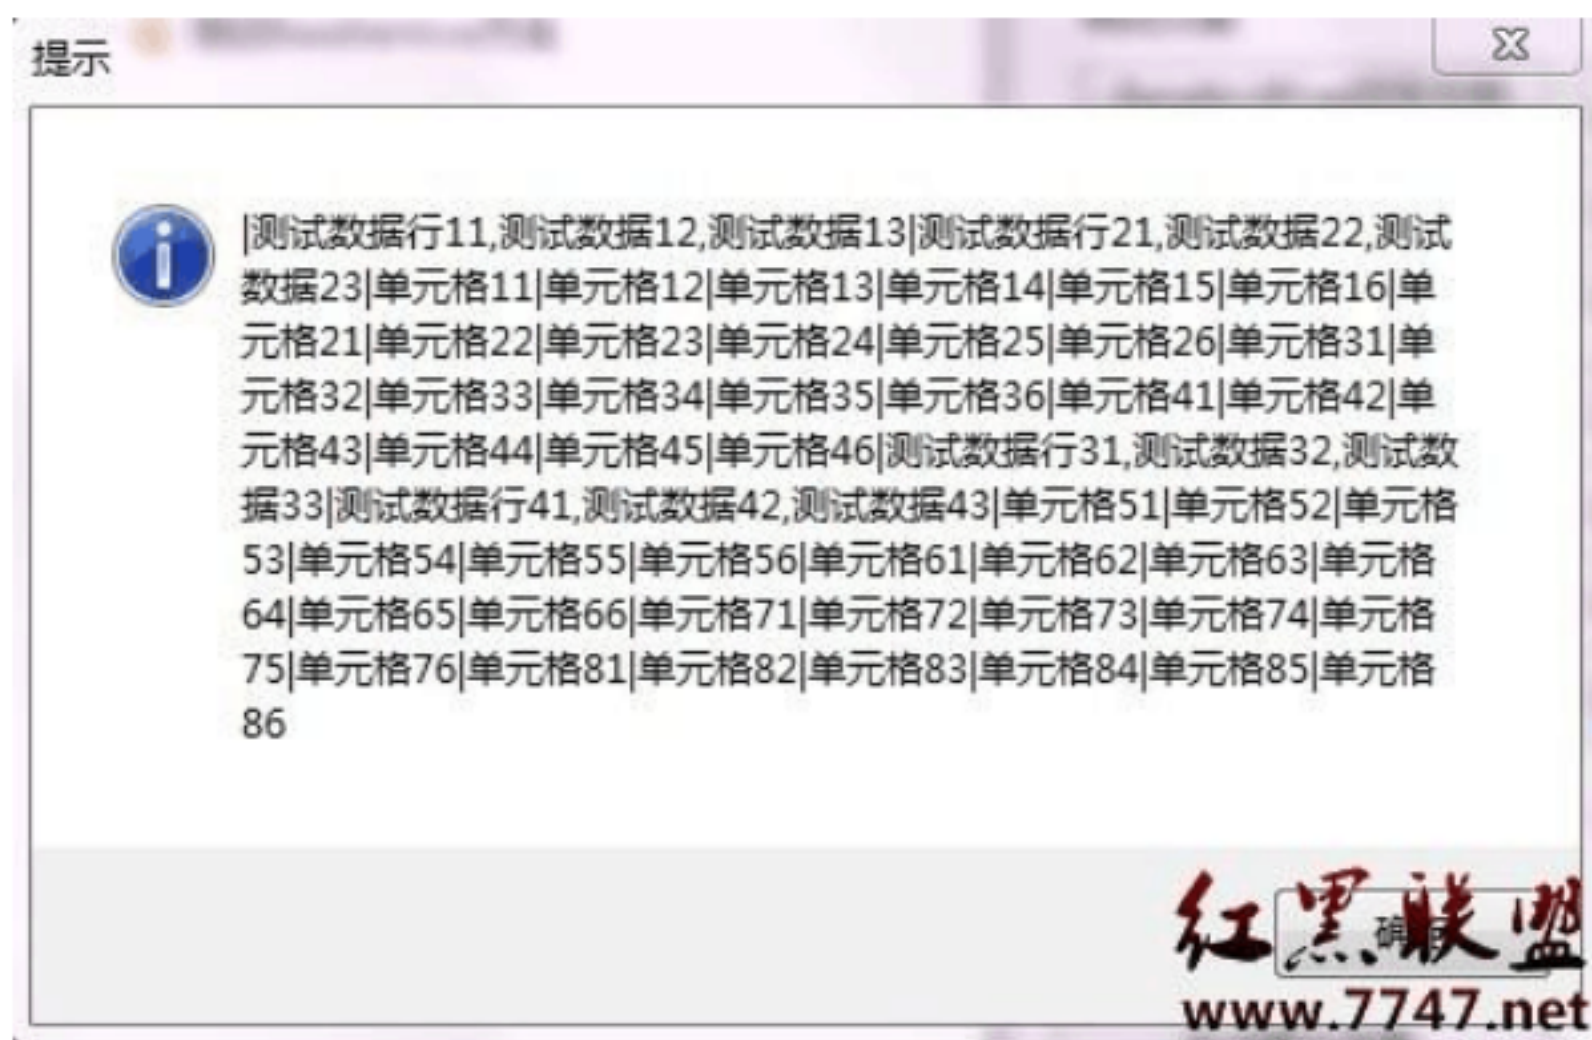 提示
|测试数据行11,测试数据12,测试数据13|测试数据行21,测试数据22,测试
数据23|单元格11|单元格12|单元格13|单元格14|单元格15|单元格16|单
元格21|单元格22|单元格23|单元格24|单元格25|单元格26|单元格31|单
元格32|单元格33|单元格34|单元格35|单元格36|单元格41|单元格42|单
元格43|单元格44|单元格45|单元格46|测试数据行31,测试数据32,测试数
据33|测试数据行41,测试数据42,测试数据43|单元格51|单元格52|单元格
53|单元格54|单元格55|单元格56|单元格61|单元格62|单元格63|单元格
64|单元格65|单元格66|单元格71|单元格72|单元格73|单元格74|单元格
75|单元格76|单元格81|单元格82|单元格83|单元格84|单元格85|单元格
86
红黑联盟
www.7747.net